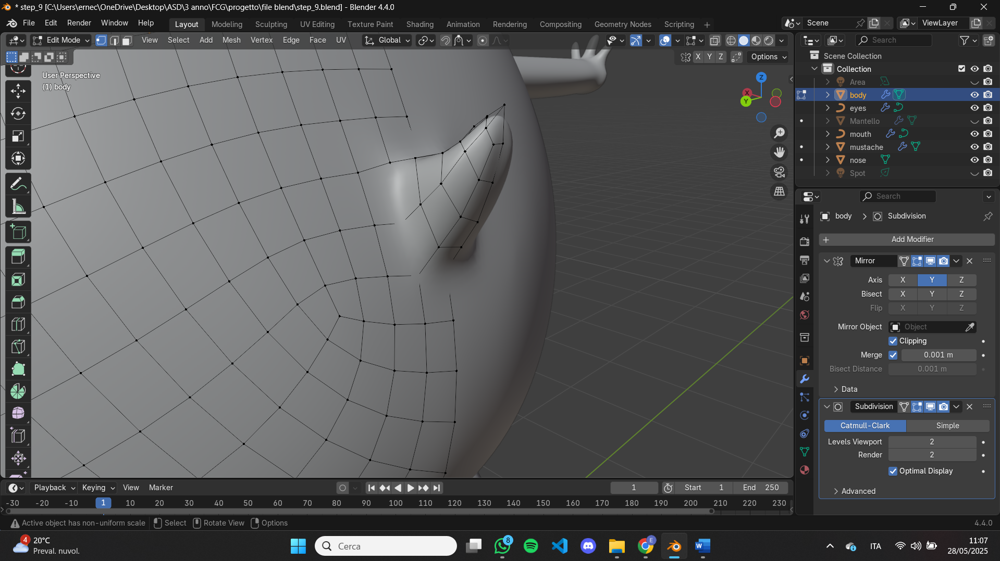 * step_9 [C:\Users\ernec\OneDrive\Desktop\ASD\3 anno\FCG\progetto\file blend\step_9.blend] - Blender 4.4.0
File Edit Render Window Help Layout Modeling Sculpting UV Editing Texture Paint Shading Animation Rendering Compositing Geometry Nodes Scripting + Scene ViewLayer
Edit Mode View Select Add Mesh Vertex Edge Face UV Global Search
X Y Z Options
User Perspective
(1) body
Z
X
Y
Scene Collection
Collection
Area
body
eyes
Mantello
mouth
mustache
nose
Spot
Search
body > Subdivision
+ Add Modifier
Mirror
Axis X Y Z
Bisect X Y Z
Flip X Y Z
Mirror Object Object
Clipping
Merge 0.001 m
Bisect Distance 0.001 m
Data
Subdivision
Catmull-Clark Simple
Levels Viewport 2
Render 2
Optimal Display
Advanced
Playback Keying View Marker 1 Start 1 End 250
-30 -20 -10 1 10 20 30 40 50 60 70 80 90 100 110 120 130 140 150 160 170 180 190 200 210 220 230
Active object has non-uniform scale Select Rotate View Options 4.4.0
4 20°C
Preval. nuvol.
Cerca
8
E
W
ITA
11:07
28/05/2025